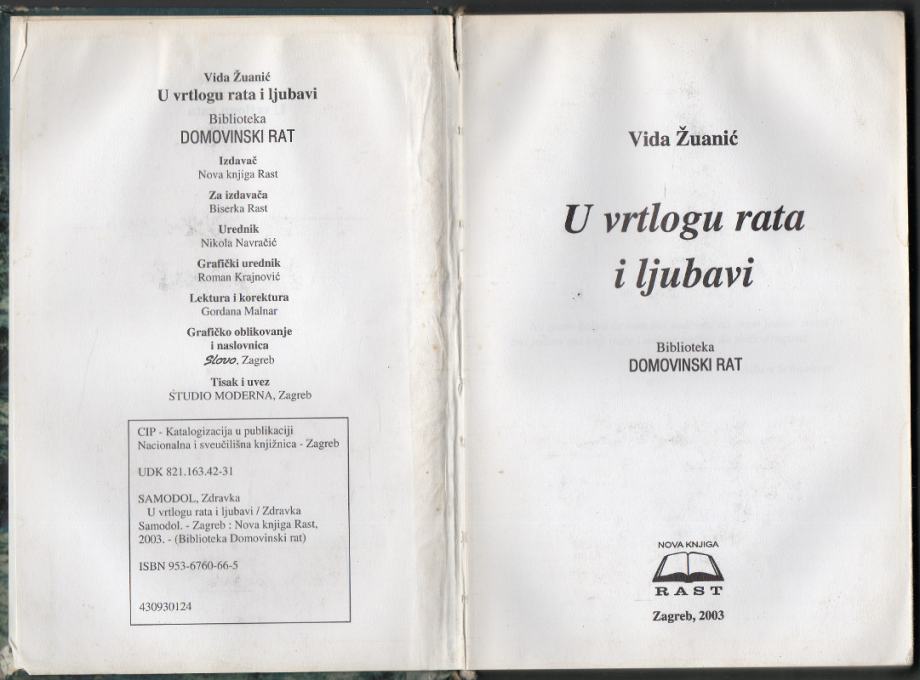 Vida Žuanić
U vrtlogu rata i ljubavi
Biblioteka
DOMOVINSKI RAT
Izdavač
Nova knjiga Rast
Za izdavača
Biserka Rast
Urednik
Nikola Navračić
Grafički urednik
Roman Krajnović
Lektura i korektura
Gordana Malnar
Grafičko oblikovanje
i naslovnica
Slovo, Zagreb
Tisak i uvez
STUDIO MODERNA, Zagreb
CIP - Katalogizacija u publikaciji
Nacionalna i sveučilišna knjižnica - Zagreb
UDK 821.163.42-31
SAMODOL, Zdravka
U vrtlogu rata i ljubavi / Zdravka
Samodol. - Zagreb : Nova knjiga Rast,
2003. - (Biblioteka Domovinski rat)
ISBN 953-6760-66-5
430930124
Vida Žuanić
U vrtlogu rata
i ljubavi
Biblioteka
DOMOVINSKI RAT
NOVA KNJIGA
RAST
Zagreb, 2003